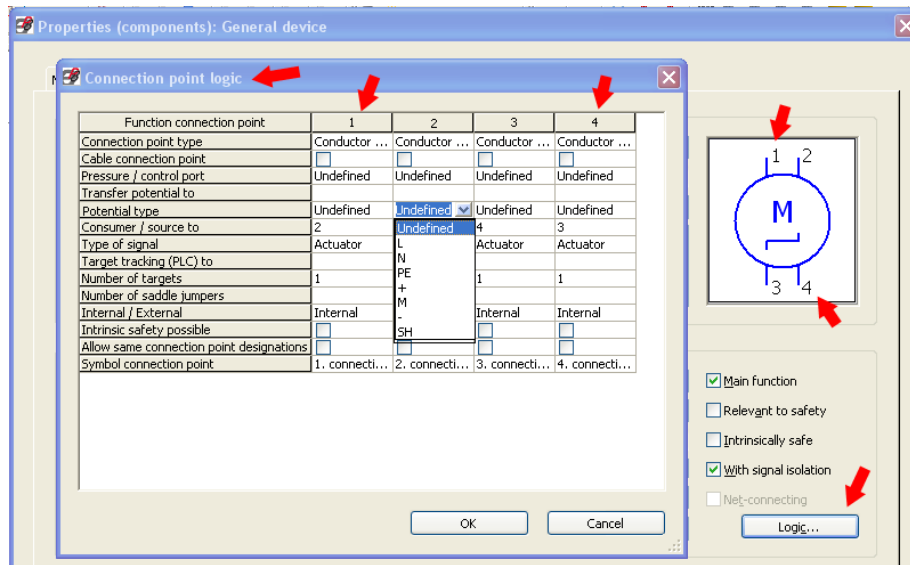 Properties (components): General device
Connection point logic
Function connection point 1 2 3 4
Connection point type Conductor ... Conductor ... Conductor ... Conductor ...
Cable connection point
Pressure / control port Undefined Undefined Undefined Undefined
Transfer potential to
Potential type Undefined Undefined Undefined Undefined
Consumer / source to 2 Undefined 4 3
Type of signal Actuator L Actuator Actuator
Target tracking (PLC) to N
Number of targets 1 PE 1 1
+
Number of saddle jumpers M
Internal / External Internal - Internal Internal
Intrinsic safety possible SH
Allow same connection point designations
Symbol connection point 1. connecti... 2. connecti... 3. connecti... 4. connecti...
OK Cancel
1 2
M
3 4
Main function
Relevant to safety
Intrinsically safe
With signal isolation
Net-connecting
Logic...